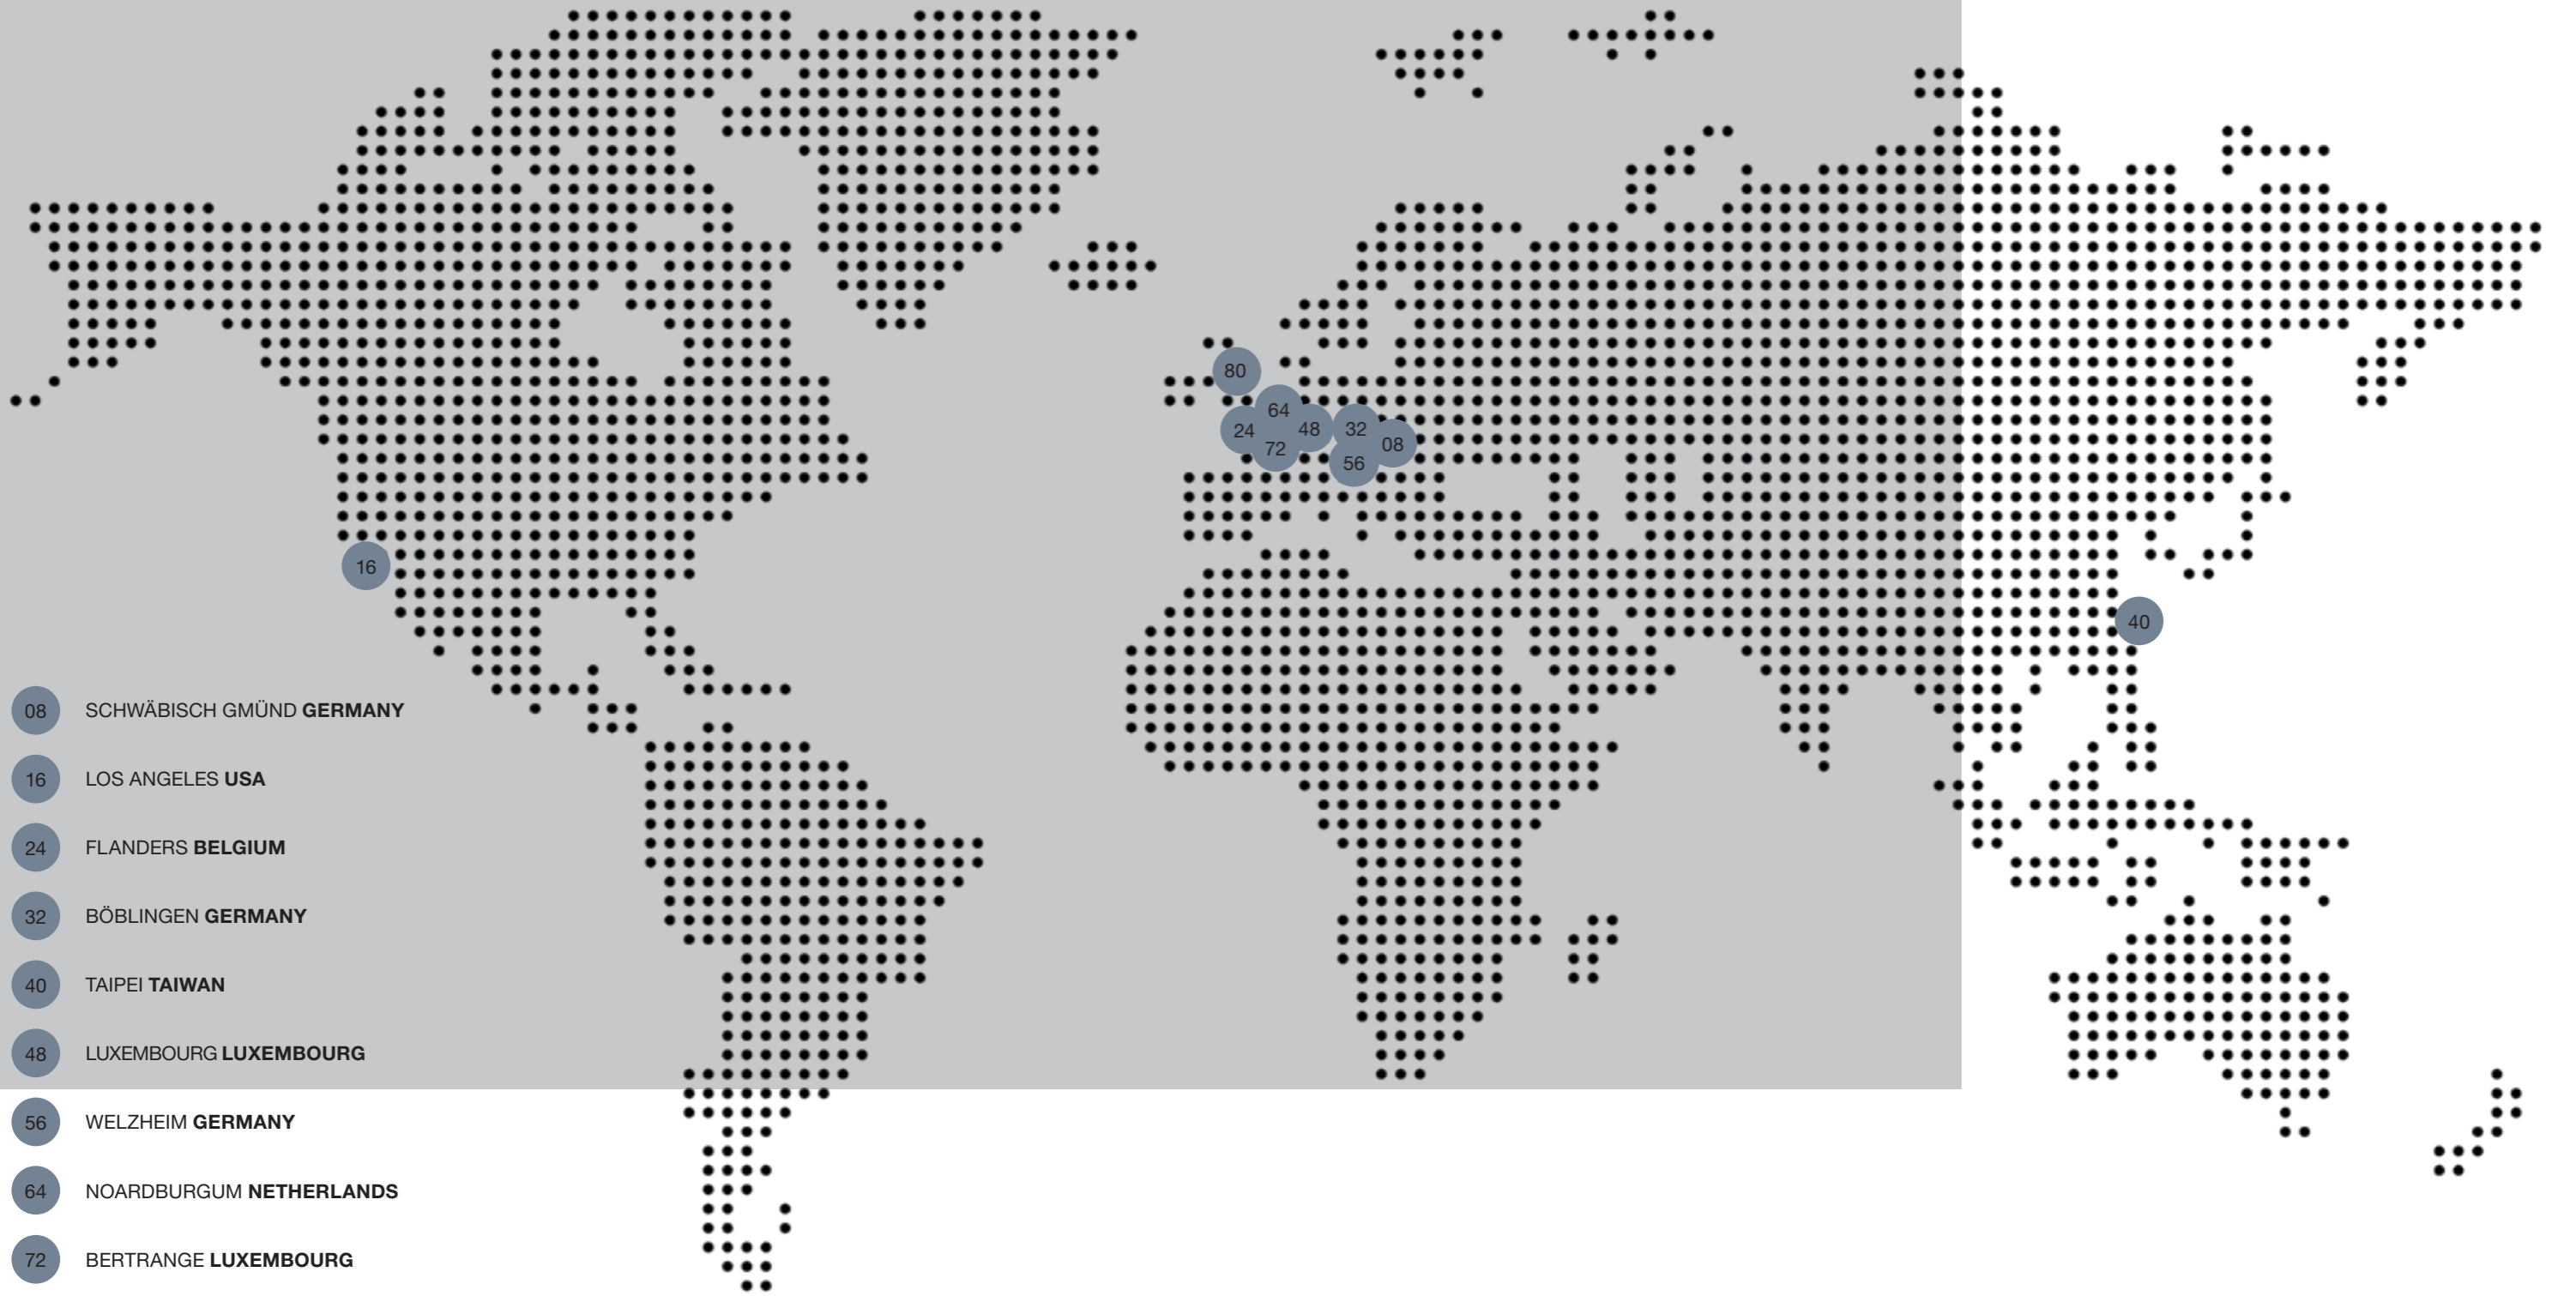 80
64
24
48
32
08
72
56
16
40
08 SCHWÄBISCH GMÜND GERMANY
16 LOS ANGELES USA
24 FLANDERS BELGIUM
32 BÖBLINGEN GERMANY
40 TAIPEI TAIWAN
48 LUXEMBOURG LUXEMBOURG
56 WELZHEIM GERMANY
64 NOARDBURGUM NETHERLANDS
72 BERTRANGE LUXEMBOURG